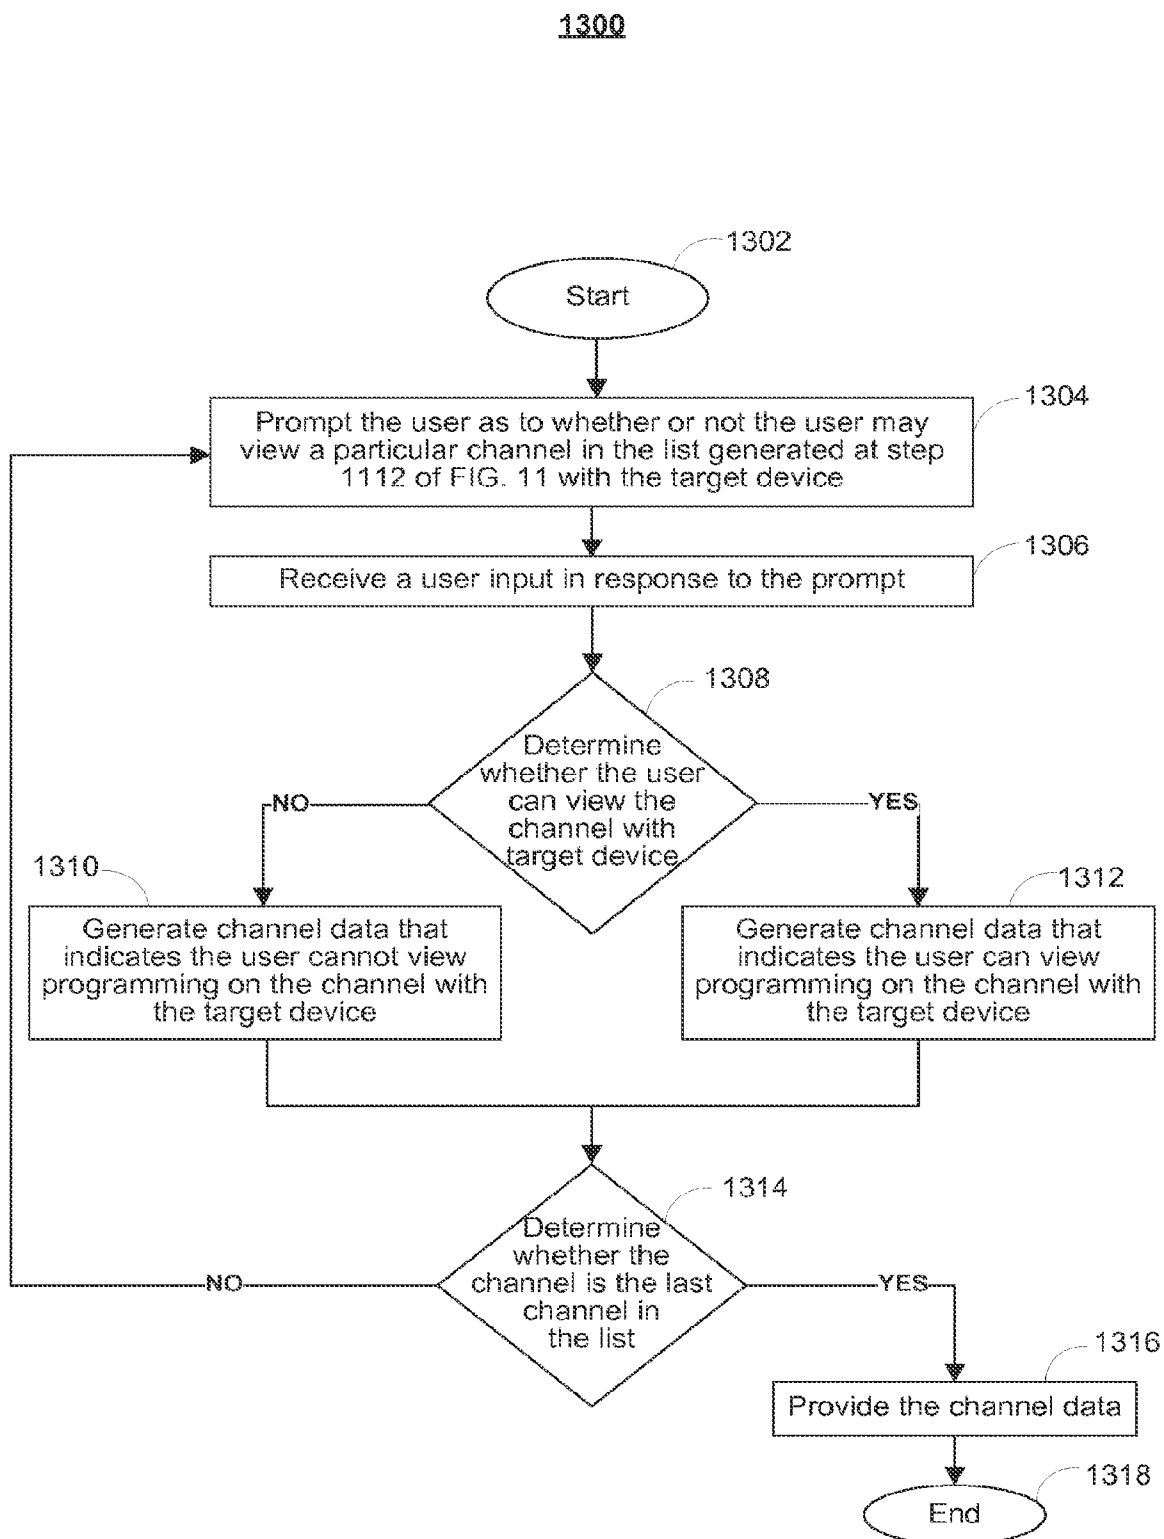 1300
1302
Start
1304
Prompt the user as to whether or not the user may
view a particular channel in the list generated at step
1112 of FIG. 11 with the target device
1306
Receive a user input in response to the prompt
1308
Determine
whether the user
can view the
channel with
target device
NO
YES
1310
Generate channel data that
indicates the user cannot view
programming on the channel with
the target device
1312
Generate channel data that
indicates the user can view
programming on the channel with
the target device
1314
Determine
whether the
channel is the last
channel in
the list
NO
YES
1316
Provide the channel data
1318
End